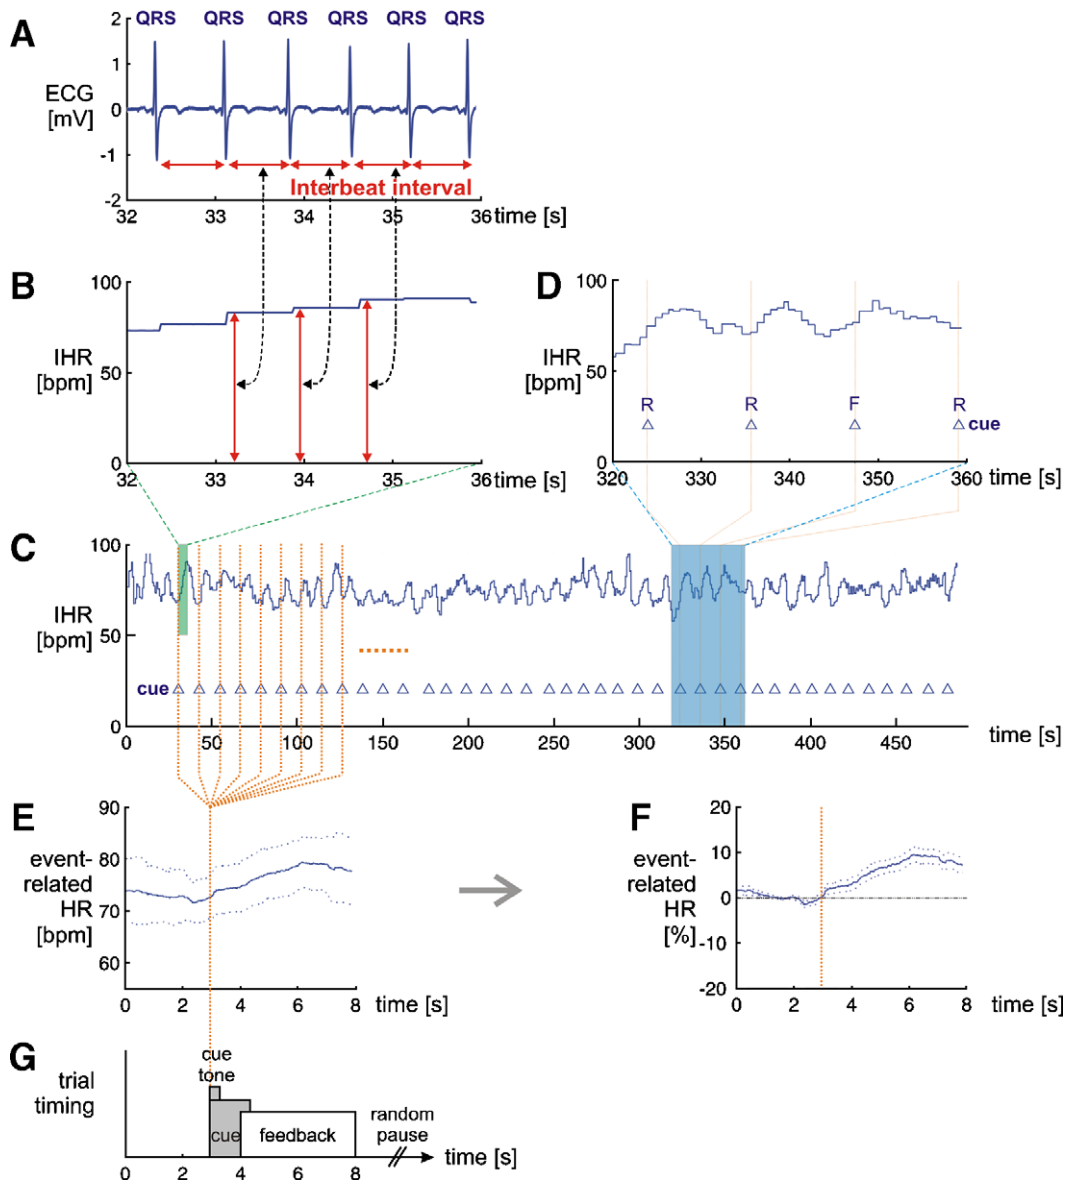 A
QRS QRS QRS QRS QRS QRS
2
1
ECG
[mV]
0
-1
-2
Interbeat interval
32 33 34 35 36 time [s]
B
100
IHR
[bpm]
50
0
32 33 34 35 36 time [s]
D
100
IHR
[bpm]
50
0
R R F R
cue
320 330 340 350 360 time [s]
C
100
IHR
[bpm]
50
cue
0
0 50 100 150 200 250 300 350 400 450 time [s]
E
90
80
70
60
event-
related
HR
[bpm]
0 2 4 6 8 time [s]
F
20
10
0
-10
-20
event-
related
HR
[%]
0 2 4 6 8 time [s]
G
trial
timing
cue
tone
cue
feedback
random
pause
0 2 4 6 8 time [s]